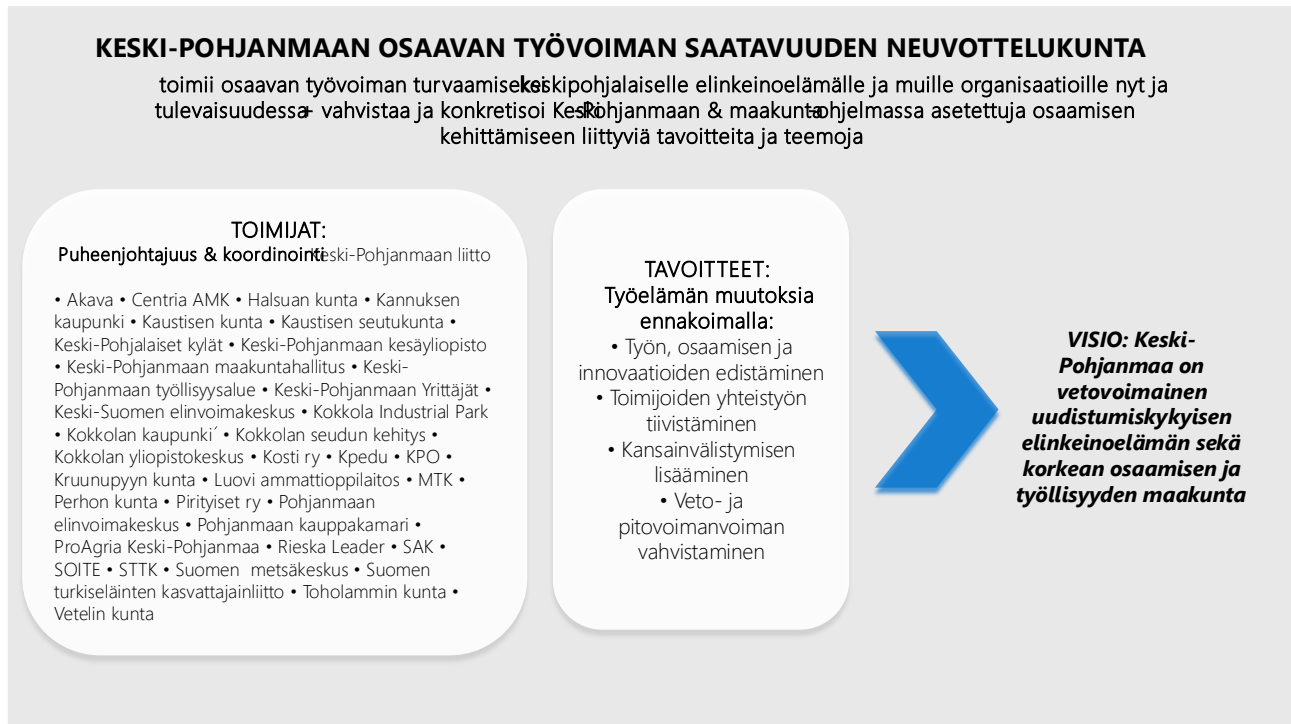 KESKI-POHJANMAAN OSAAVAN TYÖVOIMAN SAATAVUUDEN NEUVOTTELUKUNTA
toimii osaavan työvoiman turvaamiseksi keskipohjalaiselle elinkeinoelämälle ja muille organisaatioille nyt ja
tulevaisuudessa + vahvistaa ja konkretisoi Keski-Pohjanmaan & maakunta-ohjelmassa asetettuja osaamisen
kehittämiseen liittyviä tavoitteita ja teemoja
TOIMIJAT:
Puheenjohtajuus & koordinointi Keski-Pohjanmaan liitto
• Akava • Centria AMK • Halsuan kunta • Kannuksen
kaupunki • Kaustisen kunta • Kaustisen seutukunta •
Keski-Pohjalaiset kylät • Keski-Pohjanmaan kesäyliopisto
• Keski-Pohjanmaan maakuntahallitus • Keski-
Pohjanmaan työllisyysalue • Keski-Pohjanmaan Yrittäjät •
Keski-Suomen elinvoimakeskus • Kokkola Industrial Park
• Kokkolan kaupunki´ • Kokkolan seudun kehitys •
Kokkolan yliopistokeskus • Kosti ry • Kpedu • KPO •
Kruunupyyn kunta • Luovi ammattioppilaitos • MTK •
Perhon kunta • Pirityiset ry • Pohjanmaan
elinvoimakeskus • Pohjanmaan kauppakamari •
ProAgria Keski-Pohjanmaa • Rieska Leader • SAK •
SOITE • STTK • Suomen metsäkeskus • Suomen
turkiseläinten kasvattajainliitto • Toholammin kunta •
Vetelin kunta
TAVOITTEET:
Työelämän muutoksia
ennakoimalla:
• Työn, osaamisen ja
innovaatioiden edistäminen
• Toimijoiden yhteistyön
tiivistäminen
• Kansainvälistymisen
lisääminen
• Veto- ja
pitovoimanvoiman
vahvistaminen
VISIO: Keski-
Pohjanmaa on
vetovoimainen
uudistumiskykyisen
elinkeinoelämän sekä
korkean osaamisen ja
työllisyyden maakunta